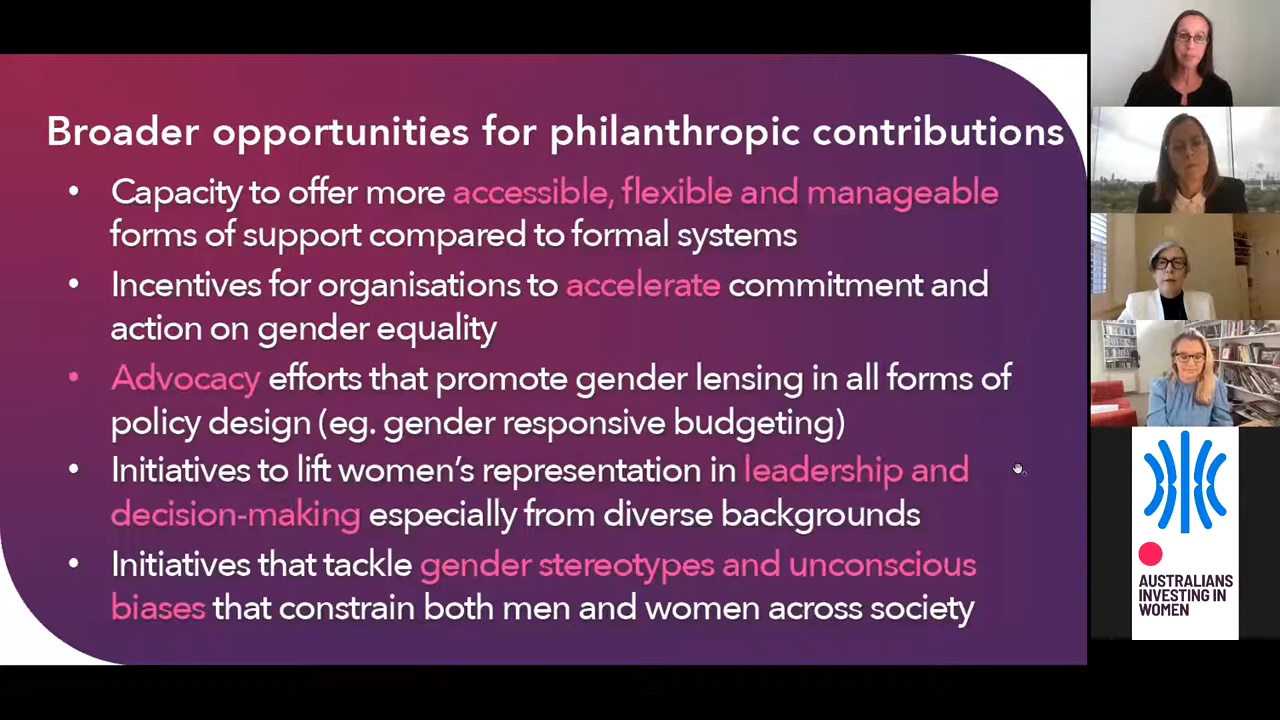 Broader opportunities for philanthropic contributions
• Capacity to offer more accessible, flexible and manageable
forms of support compared to formal systems
• Incentives for organisations to accelerate commitment and
action on gender equality
• Advocacy efforts that promote gender lensing in all forms of
policy design (eg. gender responsive budgeting)
• Initiatives to lift women’s representation in leadership and
decision-making especially from diverse backgrounds
• Initiatives that tackle gender stereotypes and unconscious
biases that constrain both men and women across society
AUSTRALIANS
INVESTING IN
WOMEN